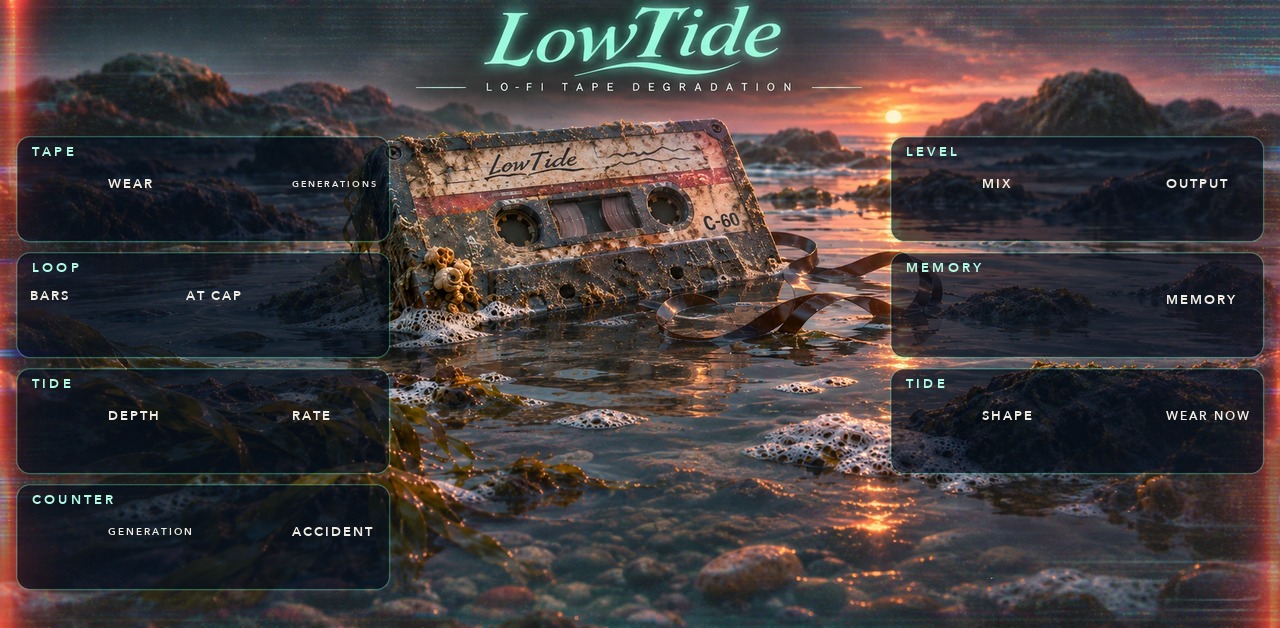 LowTide
LO-FI TAPE DEGRADATION
TAPE
WEAR
GENERATIONS
LOOP
BARS
AT CAP
TIDE
DEPTH
RATE
COUNTER
GENERATION
ACCIDENT
LowTide
C-60
LEVEL
MIX
OUTPUT
MEMORY
MEMORY
TIDE
SHAPE
WEAR NOW